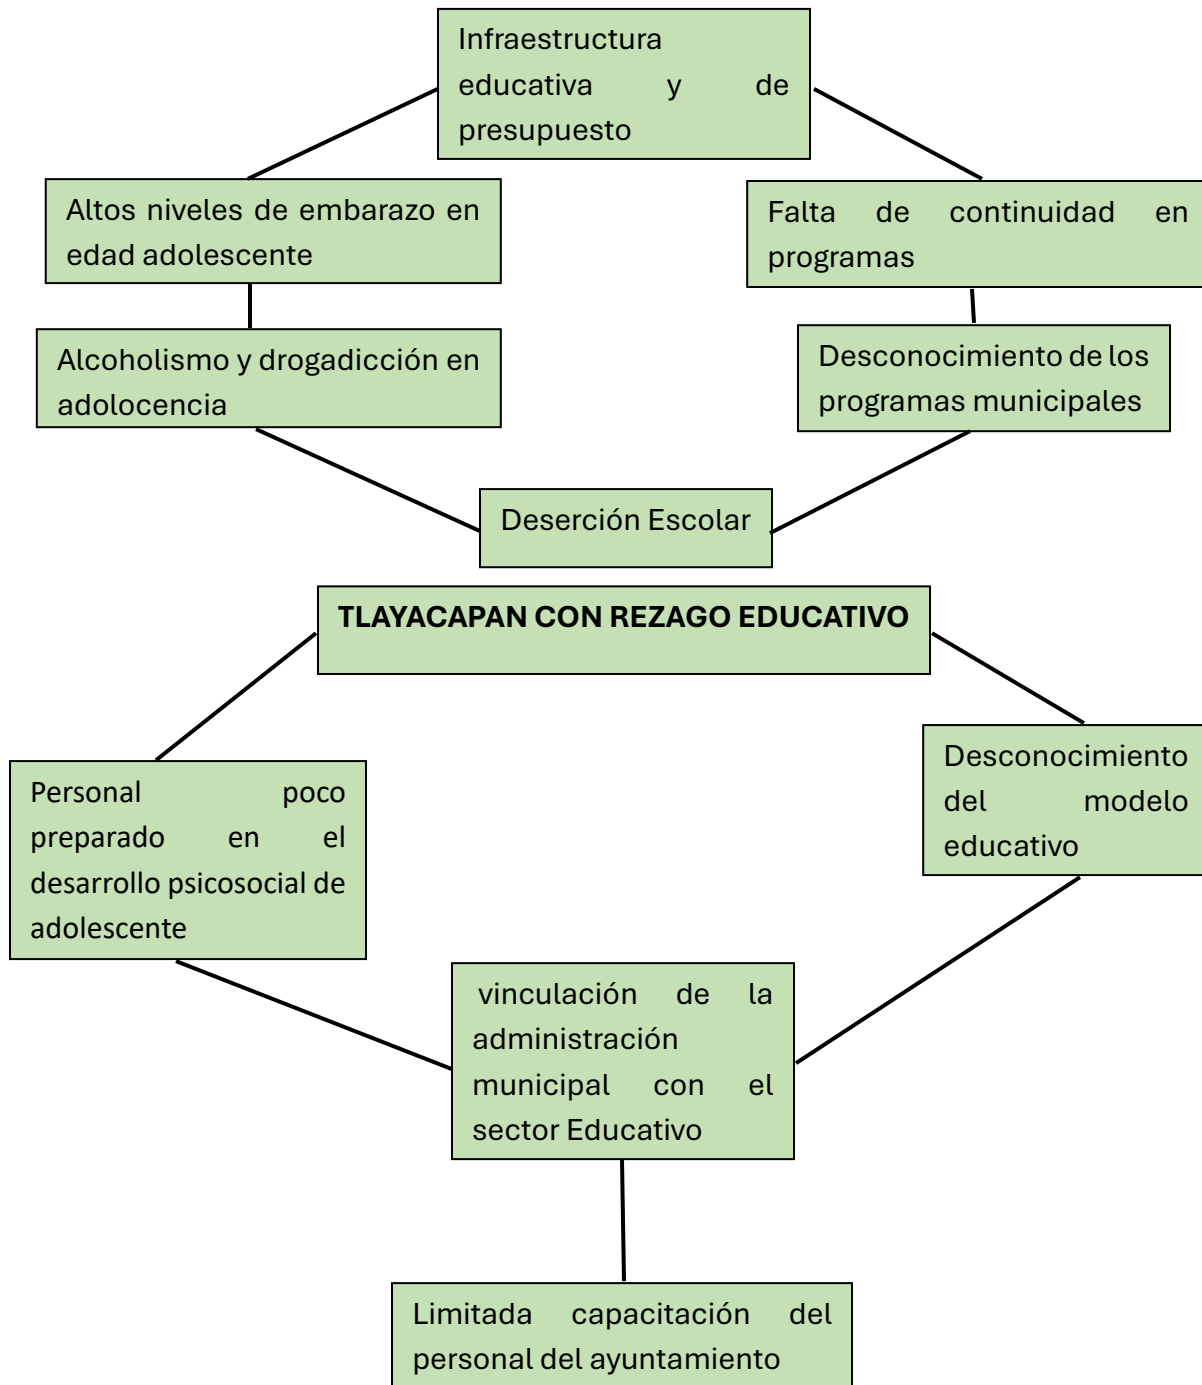 Infraestructura
educativa y de
presupuesto
Altos niveles de embarazo en
edad adolescente
Falta de continuidad en
programas
Alcoholismo y drogadicción en
adolocencia
Desconocimiento de los
programas municipales
Deserción Escolar
TLAYACAPAN CON REZAGO EDUCATIVO
Personal poco
preparado en el
desarrollo psicosocial de
adolescente
Desconocimiento
del modelo
educativo
vinculación de la
administración
municipal con el
sector Educativo
Limitada capacitación del
personal del ayuntamiento